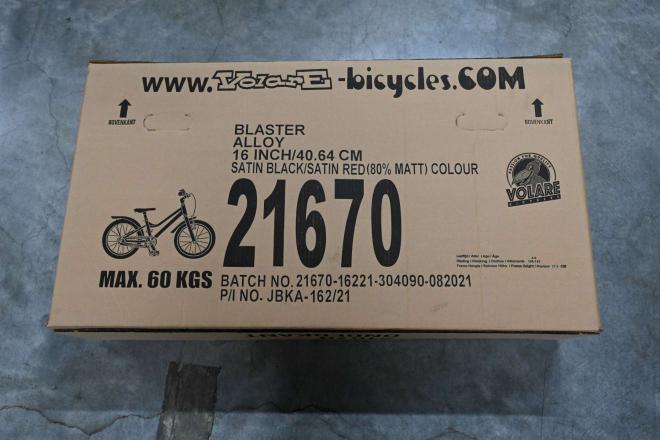 www.VolarE-bicycles.COM
BOVENKANT
BOVENKANT
BLASTER
ALLOY
16 INCH/40.64 CM
SATIN BLACK/SATIN RED(80% MATT) COLOUR
21670
VOLARE
BICYCLES
MAX. 60 KGS
BATCH NO. 21670-16221-304090-082021
P/I NO. JBKA-162/21